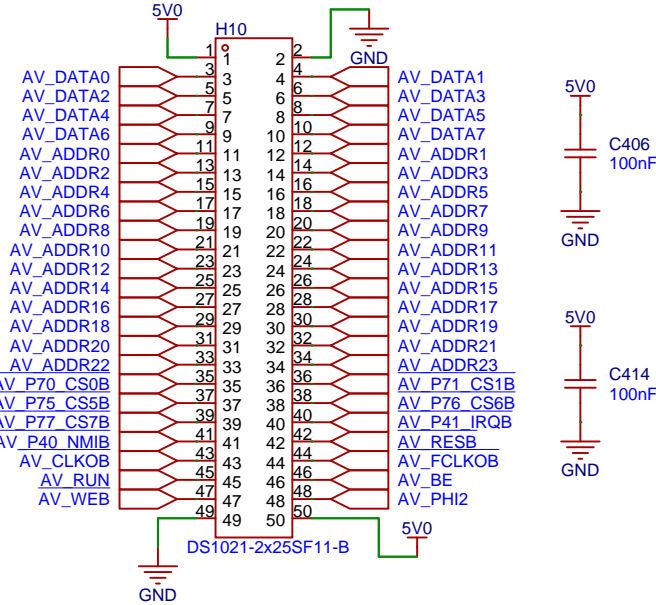 5V0
H10
1 1 2 2
GND
AV_DATA0 3 3 4 4 AV_DATA1
AV_DATA2 5 5 6 6 AV_DATA3
AV_DATA4 7 7 8 8 AV_DATA5
AV_DATA6 9 9 10 10 AV_DATA7
AV_ADDR0 11 11 12 12 AV_ADDR1
AV_ADDR2 13 13 14 14 AV_ADDR3
AV_ADDR4 15 15 16 16 AV_ADDR5
AV_ADDR6 17 17 18 18 AV_ADDR7
AV_ADDR8 19 19 20 20 AV_ADDR9
AV_ADDR10 21 21 22 22 AV_ADDR11
AV_ADDR12 23 23 24 24 AV_ADDR13
AV_ADDR14 25 25 26 26 AV_ADDR15
AV_ADDR16 27 27 28 28 AV_ADDR17
AV_ADDR18 29 29 30 30 AV_ADDR19
AV_ADDR20 31 31 32 32 AV_ADDR21
AV_ADDR22 33 33 34 34 AV_ADDR23
AV_P70_CS0B 35 35 36 36 AV_P71_CS1B
AV_P75_CS5B 37 37 38 38 AV_P76_CS6B
AV_P77_CS7B 39 39 40 40 AV_P41_IRQB
AV_P40_NMIB 41 41 42 42 AV_RESB
AV_CLKOB 43 43 44 44 AV_FCLKOB
AV_RUN 45 45 46 46 AV_BE
AV_WEB 47 47 48 48 AV_PHI2
49 49 50 50
DS1021-2x25SF11-B
5V0
GND
5V0
C406
100nF
GND
5V0
C414
100nF
GND